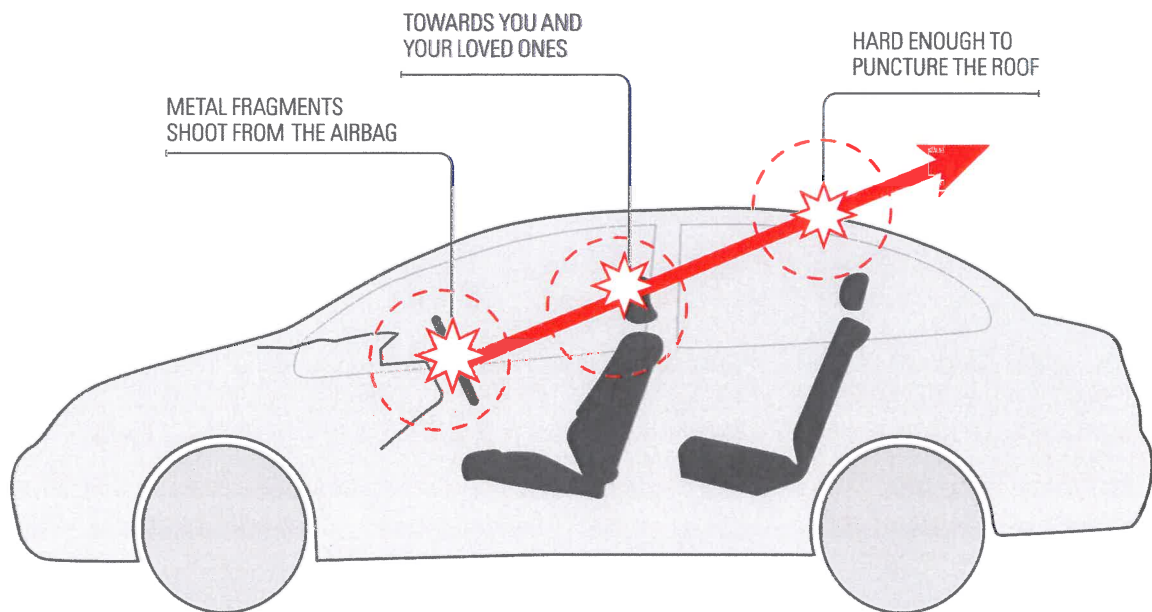 TOWARDS YOU AND
YOUR LOVED ONES
HARD ENOUGH TO
PUNCTURE THE ROOF
METAL FRAGMENTS
SHOOT FROM THE AIRBAG